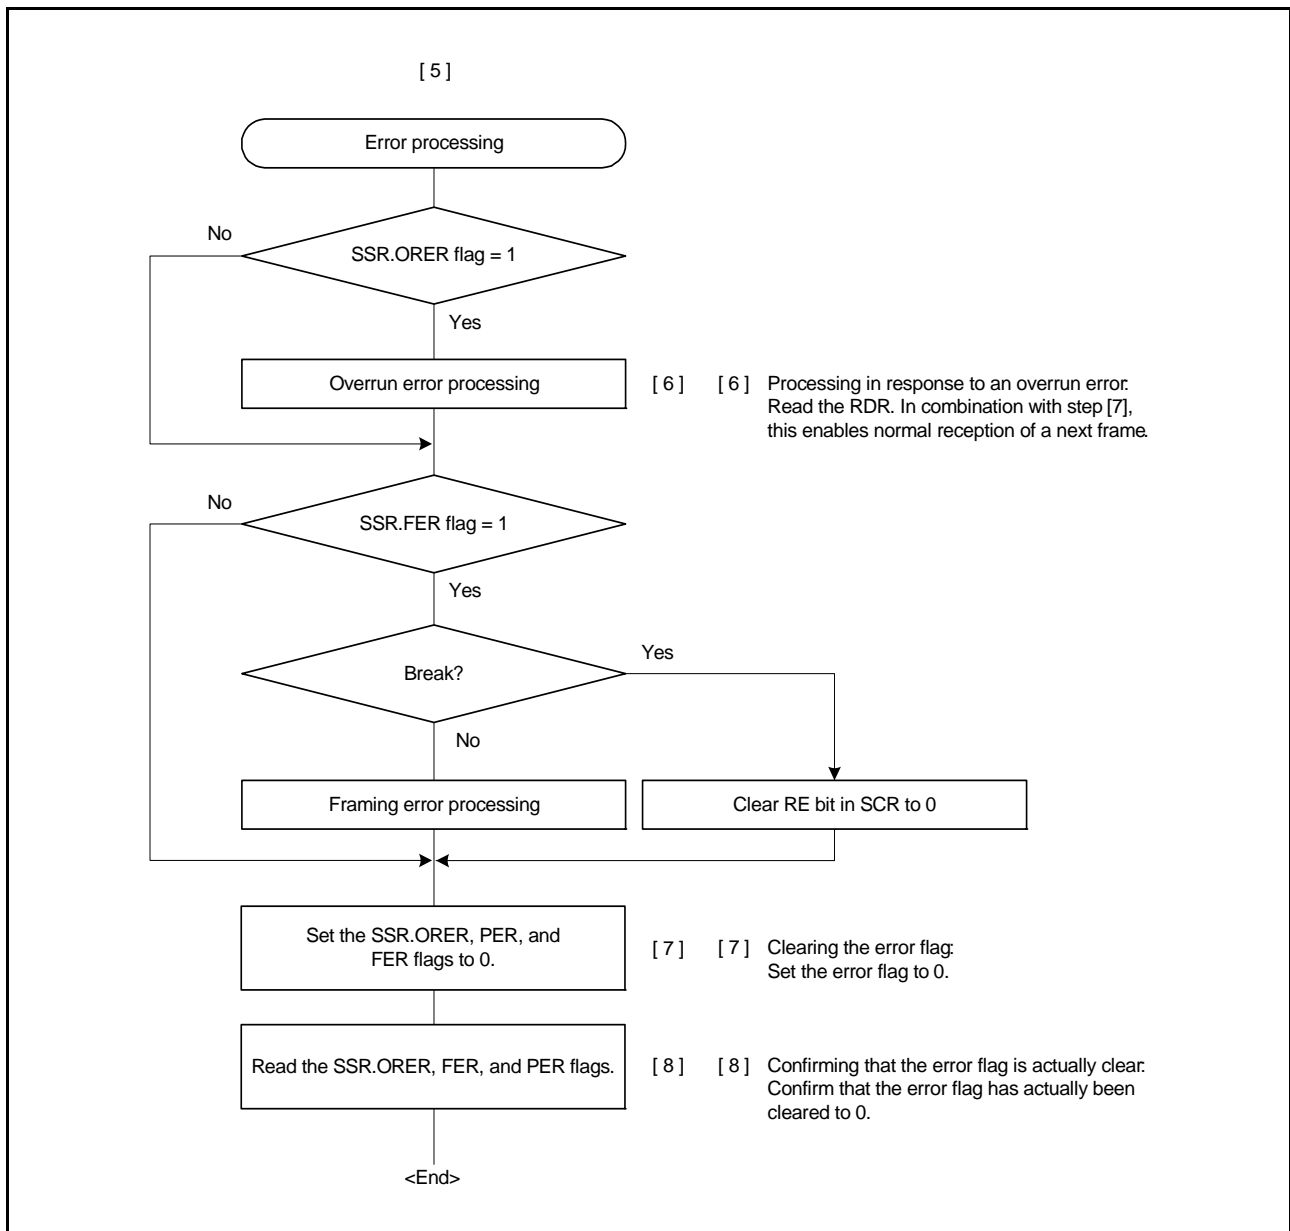 [ 5 ]
Error processing
No
SSR.ORER flag = 1
Yes
Overrun error processing
[ 6 ]
[ 6 ] Processing in response to an overrun error:
Read the RDR. In combination with step [7],
this enables normal reception of a next frame.
No
SSR.FER flag = 1
Yes
Break?
Yes
No
Framing error processing
Clear RE bit in SCR to 0
Set the SSR.ORER, PER, and
FER flags to 0.
[ 7 ]
[ 7 ] Clearing the error flag:
Set the error flag to 0.
Read the SSR.ORER, FER, and PER flags.
[ 8 ]
[ 8 ] Confirming that the error flag is actually clear:
Confirm that the error flag has actually been
cleared to 0.
<End>